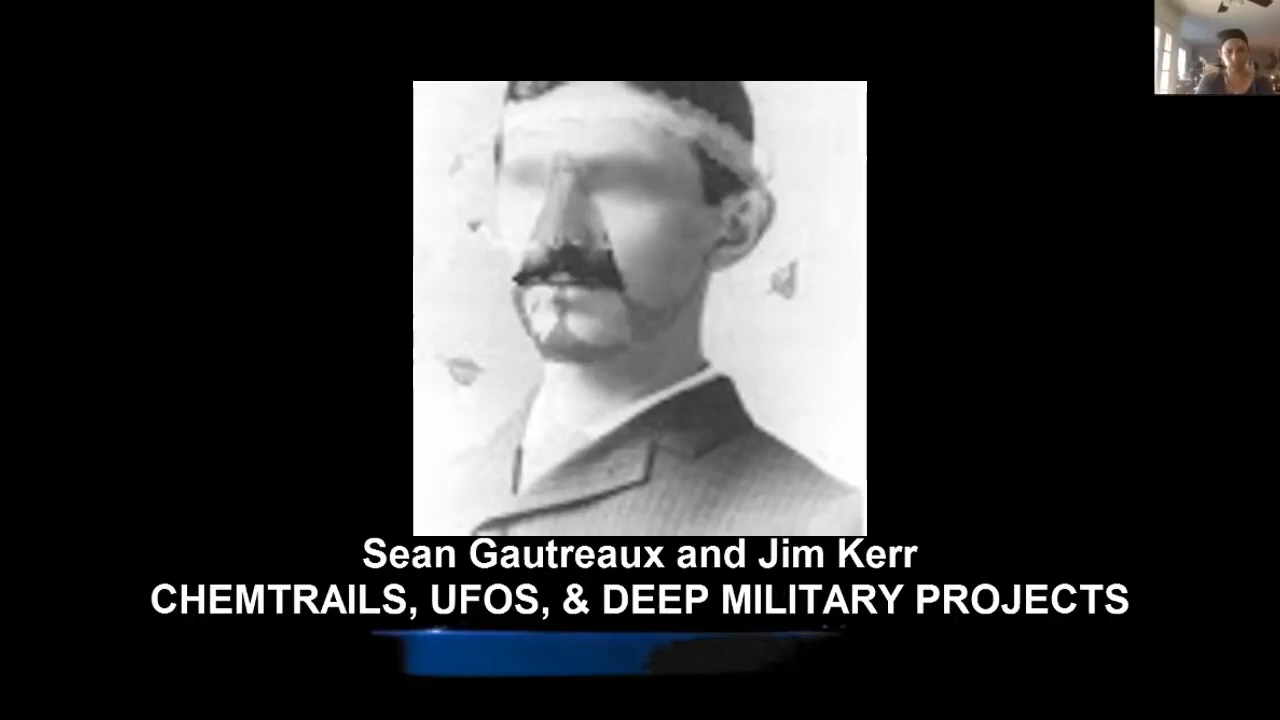 Sean Gautreaux and Jim Kerr
CHEMTRAILS, UFOS, & DEEP MILITARY PROJECTS